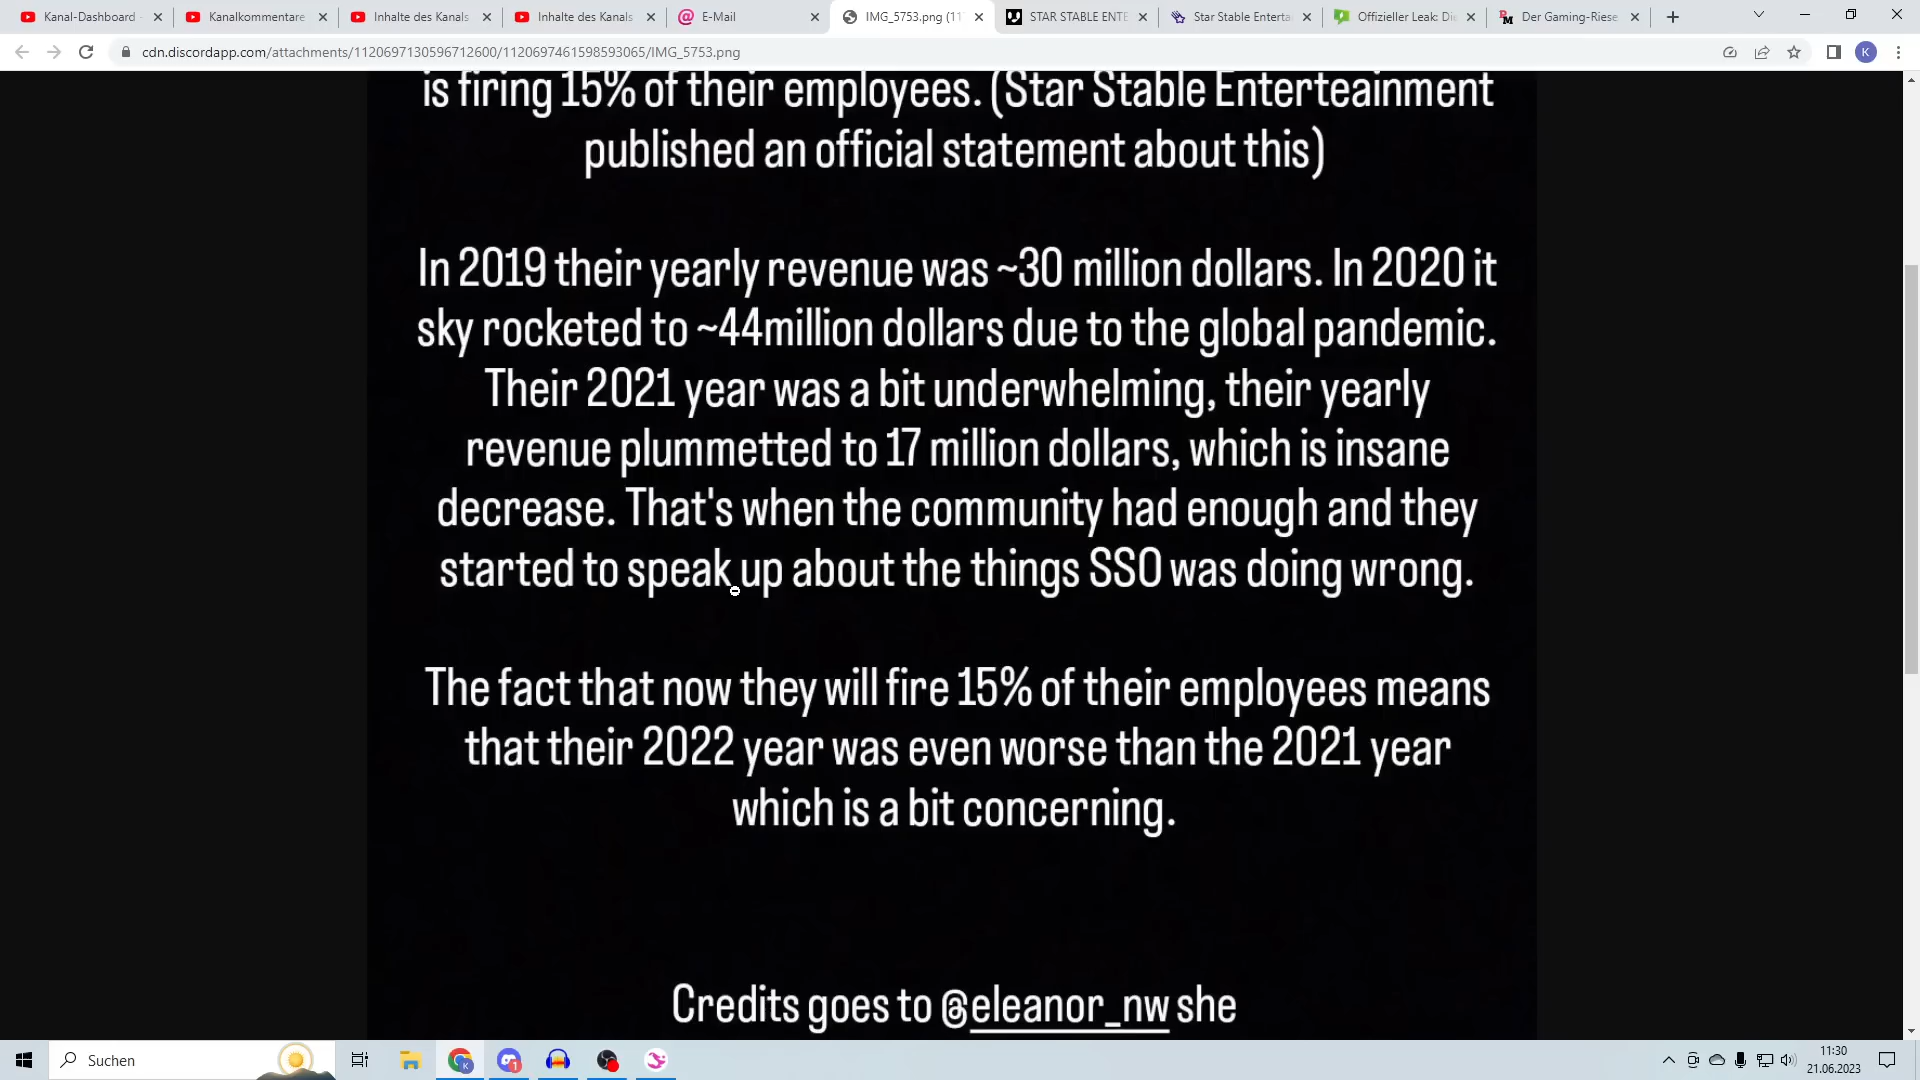 Kanal-Dashboard
Kanalkommentare
Inhalte des Kanals
Inhalte des Kanals
E-Mail
IMG_5753.png (11
STAR STABLE ENTE
Star Stable Enterta
Offizieller Leak: Di
Der Gaming-Riese
cdn.discordapp.com/attachments/1120697130596712600/1120697461598593065/IMG_5753.png
K
is firing 15% of their employees. (Star Stable Enterteainment
published an official statement about this)
In 2019 their yearly revenue was ~30 million dollars. In 2020 it
sky rocketed to ~44million dollars due to the global pandemic.
Their 2021 year was a bit underwhelming, their yearly
revenue plummetted to 17 million dollars, which is insane
decrease. That's when the community had enough and they
started to speak up about the things SSO was doing wrong.
The fact that now they will fire 15% of their employees means
that their 2022 year was even worse than the 2021 year
which is a bit concerning.
Credits goes to @eleanor_nw she
Suchen
11:30
21.06.2023